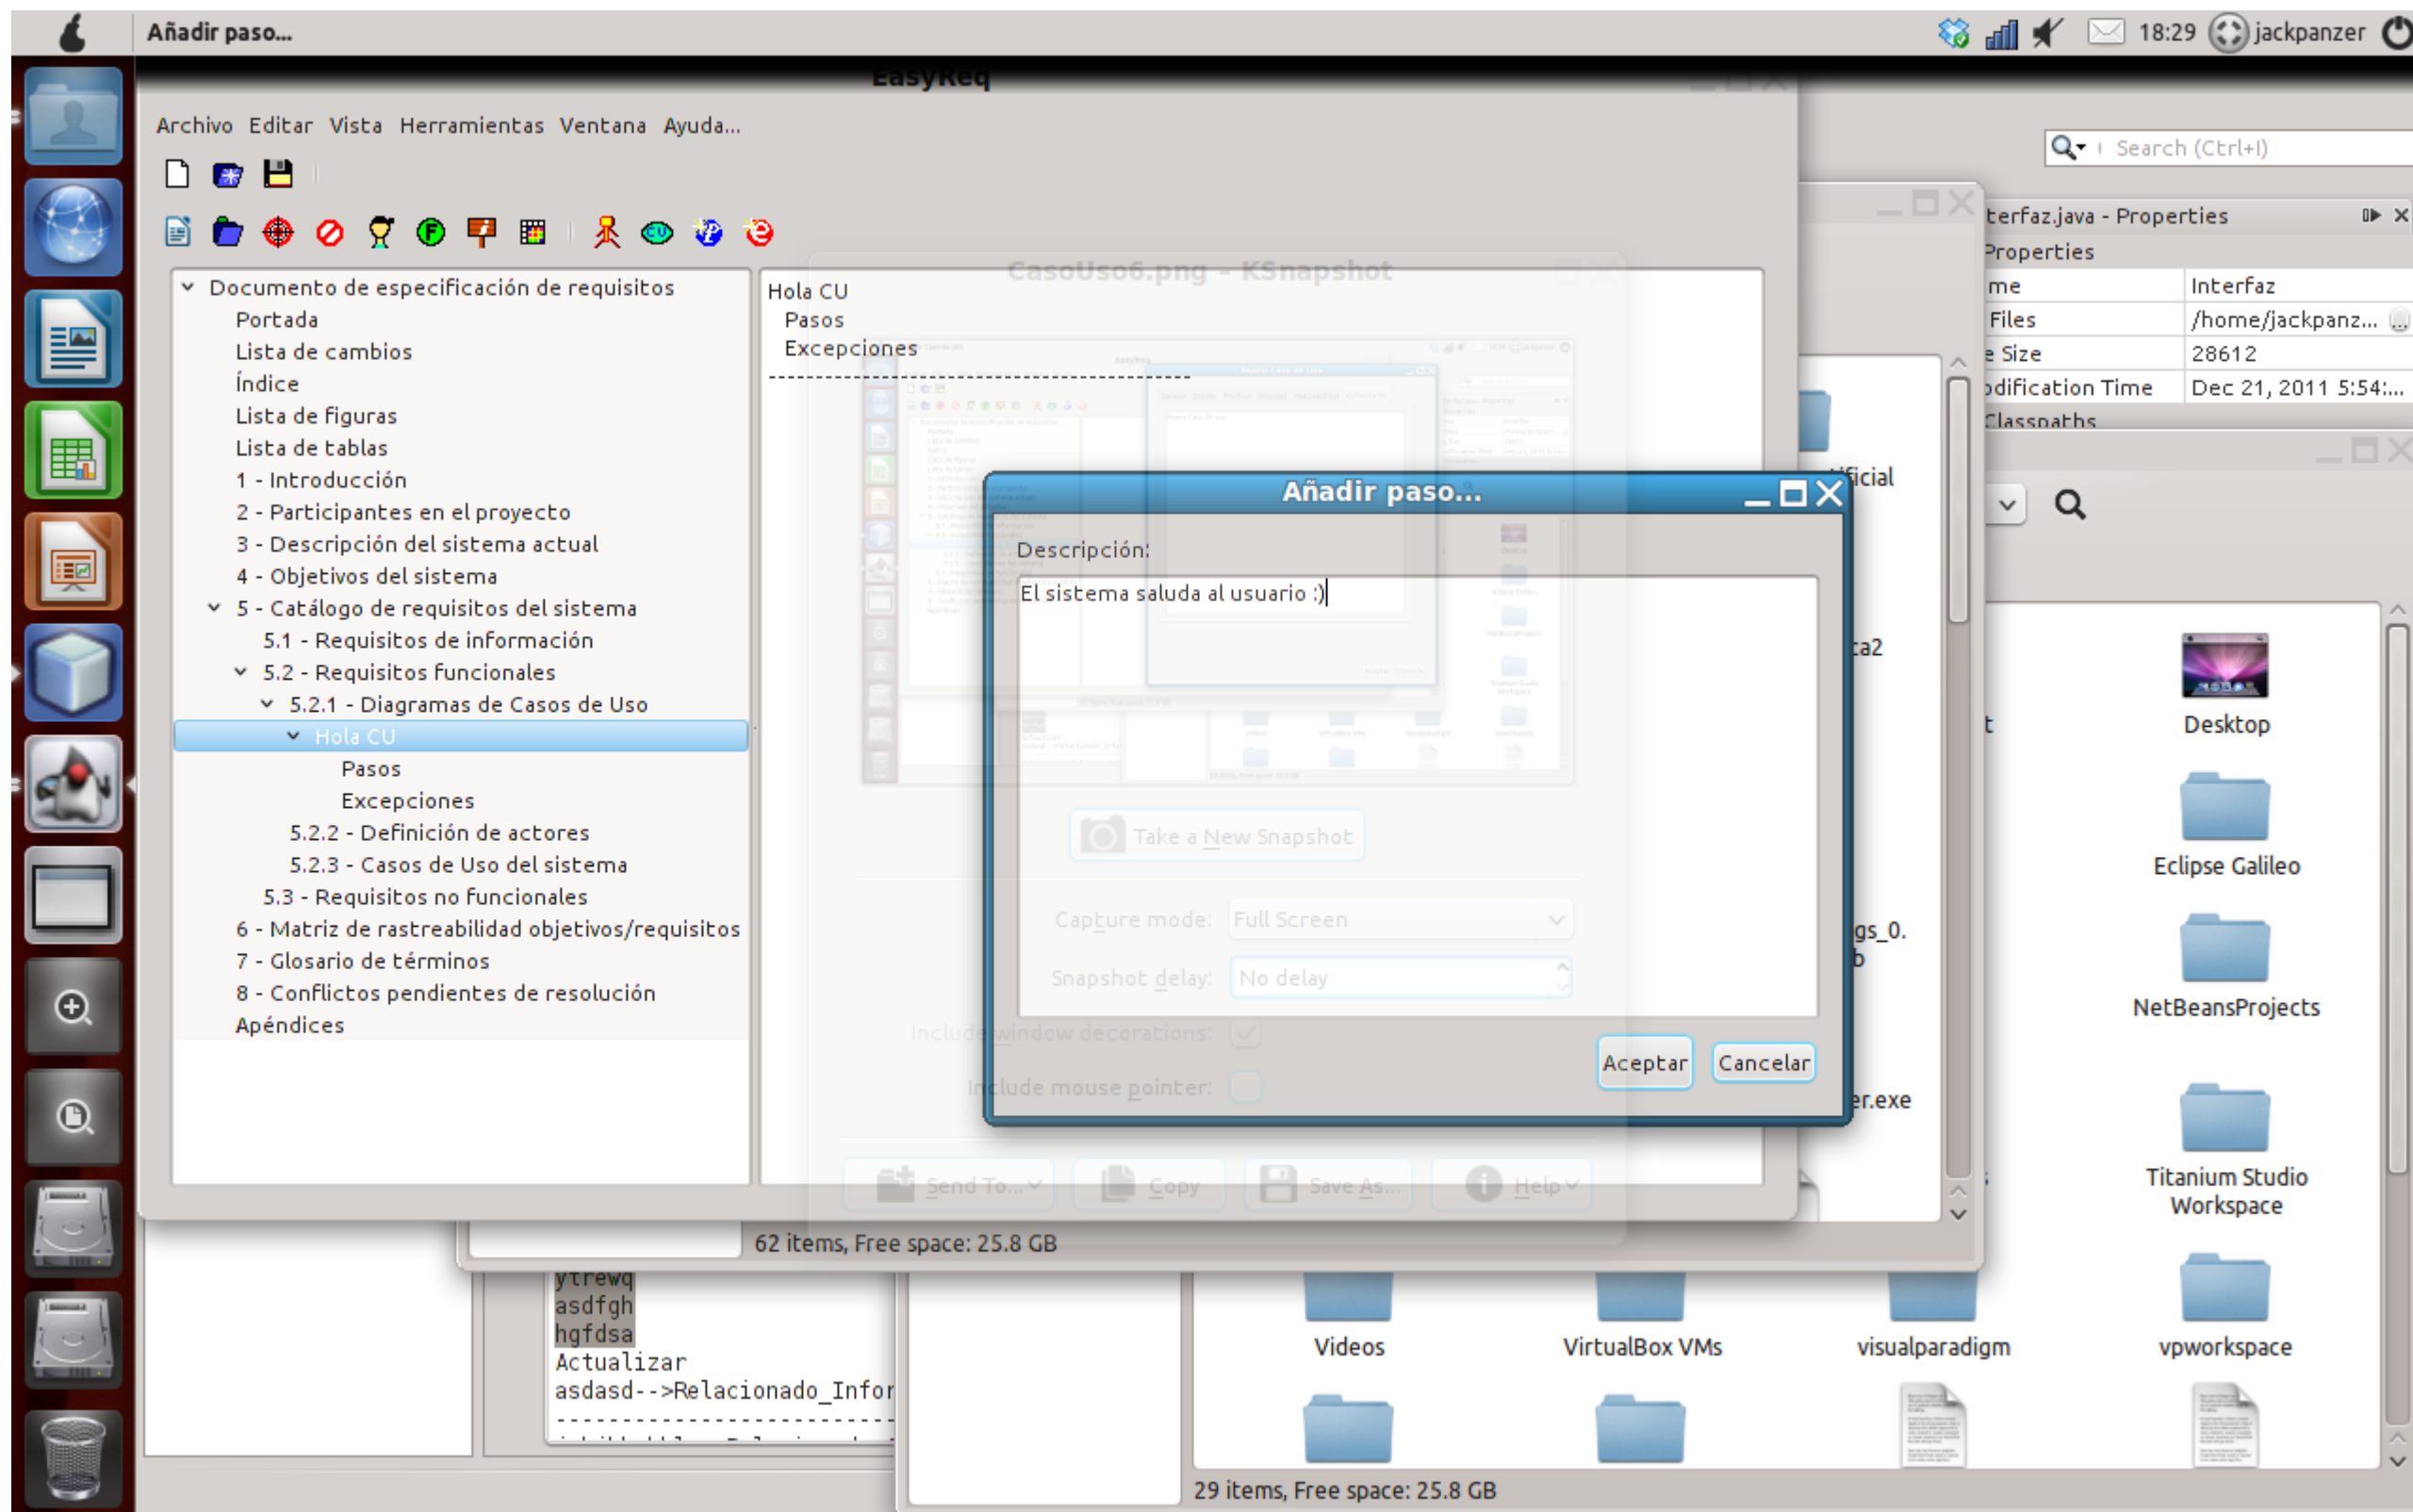 Añadir paso...
18:29
jackpanzer
EasyReq
Archivo Editar Vista Herramientas Ventana Ayuda...
Search (Ctrl+I)
Documento de especificación de requisitos
Portada
Lista de cambios
Índice
Lista de figuras
Lista de tablas
1 - Introducción
2 - Participantes en el proyecto
3 - Descripción del sistema actual
4 - Objetivos del sistema
5 - Catálogo de requisitos del sistema
5.1 - Requisitos de información
5.2 - Requisitos funcionales
5.2.1 - Diagramas de Casos de Uso
Hola CU
Pasos
Excepciones
5.2.2 - Definición de actores
5.2.3 - Casos de Uso del sistema
5.3 - Requisitos no funcionales
6 - Matriz de rastreabilidad objetivos/requisitos
7 - Glosario de términos
8 - Conflictos pendientes de resolución
Apéndices
Hola CU
Pasos
Excepciones
------------------------------------------------
CasoUso6.png - KSnapshot
Take a New Snapshot
Capture mode: Full Screen
Snapshot delay: No delay
Include window decorations:
Include mouse pointer:
Send To... Copy Save As... Help
Añadir paso...
Descripción:
El sistema saluda al usuario :)
Aceptar Cancelar
terfaz.java - Properties
Properties
me Interfaz
Files /home/jackpanz... ...
e Size 28612
odification Time Dec 21, 2011 5:54:...
Classpaths
ificial
ca2
t
gs_0.
b
er.exe
Desktop
Eclipse Galileo
NetBeansProjects
Titanium Studio
Workspace
62 items, Free space: 25.8 GB
ytrewq
asdfgh
hgfdsa
Actualizar
asdasd-->Relacionado_Infor
Videos
VirtualBox VMs
visualparadigm
vpworkspace
29 items, Free space: 25.8 GB